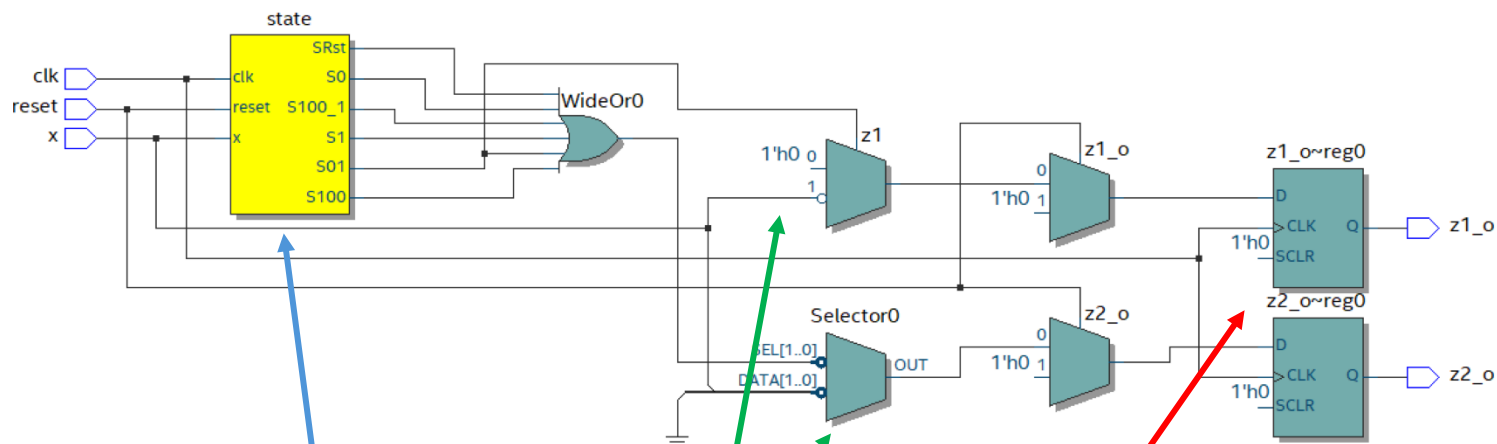 state
clk
reset
x
clk
reset
x
SRst
S0
S100_1
S1
S01
S100
WideOr0
z1
1'h0 0
1
z1_o
0
1'h0 1
z1_o~reg0
D
CLK
1'h0
SCLR
Q
z1_o
Selector0
SEL[1..0]
DATA[1..0]
OUT
z2_o
0
1'h0 1
z2_o~reg0
D
CLK
1'h0
SCLR
Q
z2_o